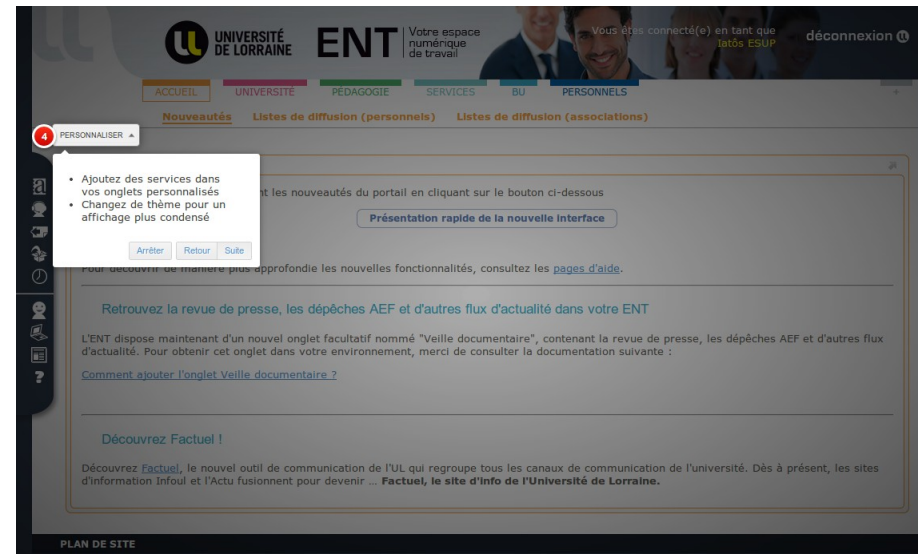 UNIVERSITÉ
DE LORRAINE
ENT
Votre espace
numérique
de travail
Vous êtes connecté(e) en tant que
Iatôs ESUP
déconnexion
ACCUEIL UNIVERSITÉ PÉDAGOGIE SERVICES BU PERSONNELS
Nouveautés Listes de diffusion (personnels) Listes de diffusion (associations)
4 PERSONNALISER
Ajoutez des services dans
vos onglets personnalisés
Changez de thème pour un
affichage plus condensé
Arrêter Retour Suite
nt les nouveautés du portail en cliquant sur le bouton ci-dessous
Présentation rapide de la nouvelle interface
Pour découvrir de manière plus approfondie les nouvelles fonctionnalités, consultez les pages d'aide.
Retrouvez la revue de presse, les dépêches AEF et d'autres flux d'actualité dans votre ENT
L'ENT dispose maintenant d'un nouvel onglet facultatif nommé "Veille documentaire", contenant la revue de presse, les dépêches AEF et d'autres flux
d'actualité. Pour obtenir cet onglet dans votre environnement, merci de consulter la documentation suivante :
Comment ajouter l'onglet Veille documentaire ?
Découvrez Factuel !
Découvrez Factuel, le nouvel outil de communication de l'UL qui regroupe tous les canaux de communication de l'université. Dès à présent, les sites
d'information Infoul et l'Actu fusionnent pour devenir ... Factuel, le site d'info de l'Université de Lorraine.
PLAN DE SITE